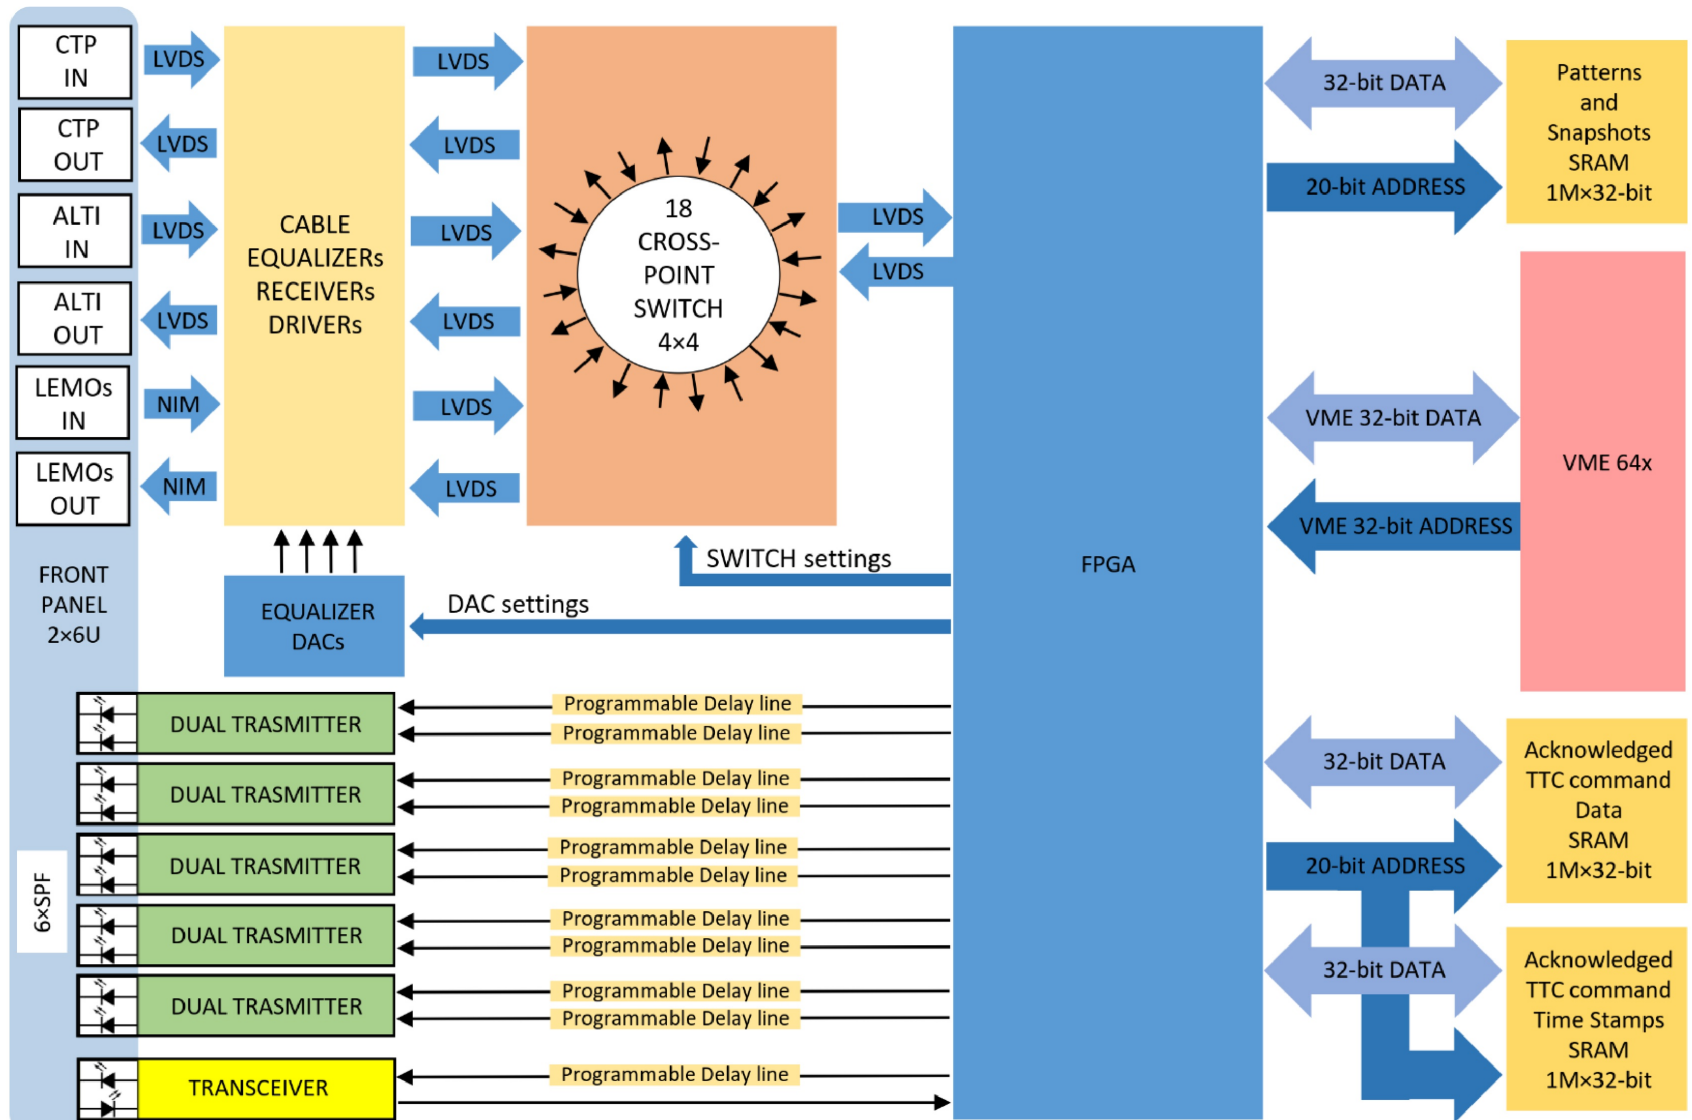 CTP
IN
LVDS
CTP
OUT
LVDS
ALTI
IN
LVDS
ALTI
OUT
LVDS
LEMOs
IN
NIM
LEMOs
OUT
NIM
FRONT
PANEL
2×6U
CABLE
EQUALIZERs
RECEIVERs
DRIVERs
LVDS
LVDS
LVDS
LVDS
LVDS
LVDS
18
CROSS-
POINT
SWITCH
4×4
LVDS
LVDS
SWITCH settings
DAC settings
EQUALIZER
DACs
FPGA
32-bit DATA
20-bit ADDRESS
Patterns
and
Snapshots
SRAM
1M×32-bit
VME 32-bit DATA
VME 32-bit ADDRESS
VME 64x
32-bit DATA
20-bit ADDRESS
32-bit DATA
Acknowledged
TTC command
Data
SRAM
1M×32-bit
Acknowledged
TTC command
Time Stamps
SRAM
1M×32-bit
6×SPF
DUAL TRASMITTER
Programmable Delay line
Programmable Delay line
DUAL TRASMITTER
Programmable Delay line
Programmable Delay line
DUAL TRASMITTER
Programmable Delay line
Programmable Delay line
DUAL TRASMITTER
Programmable Delay line
Programmable Delay line
DUAL TRASMITTER
Programmable Delay line
Programmable Delay line
TRANSCEIVER
Programmable Delay line